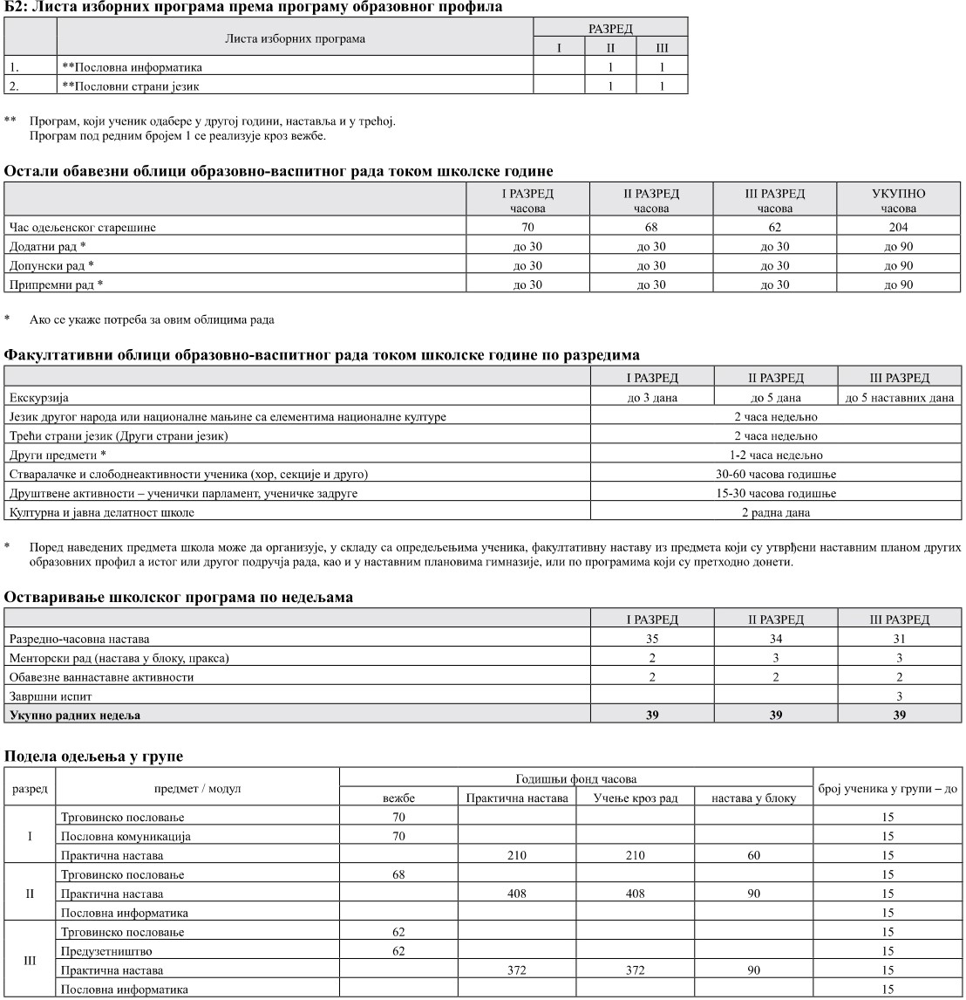 Б2: Листа изборних програма према програму образовног профила
Листа изборних програма РАЗРЕД
I II III
1. **Пословна информатика 1 1
2. **Пословни страни језик 1 1
** Програм, који ученик одабере у другој години, наставља и у трећој.
Програм под редним бројем 1 се реализује кроз вежбе.
Остали обавезни облици образовно-васпитног рада током школске године
I РАЗРЕД часова II РАЗРЕД часова III РАЗРЕД часова УКУПНО часова
Час одељенског старешине 70 68 62 204
Додатни рад * до 30 до 30 до 30 до 90
Допунски рад * до 30 до 30 до 30 до 90
Припремни рад * до 30 до 30 до 30 до 90
* Ако се укаже потреба за овим облицима рада
Факултативни облици образовно-васпитног рада током школске године по разредима
I РАЗРЕД II РАЗРЕД III РАЗРЕД
Екскурзија до 3 дана до 5 дана до 5 наставних дана
Језик другог народа или националне мањине са елементима националне културе 2 часа недељно
Трећи страни језик (Други страни језик) 2 часа недељно
Други предмети * 1-2 часа недељно
Стваралачке и слободнеактивности ученика (хор, секције и друго) 30-60 часова годишње
Друштвене активности – ученички парламент, ученичке задруге 15-30 часова годишње
Културна и јавна делатност школе 2 радна дана
* Поред наведених предмета школа може да организује, у складу са опредељењима ученика, факултативну наставу из предмета који су утврђени наставним планом других
образовних профил а истог или другог подручја рада, као и у наставним плановима гимназије, или по програмима који су претходно донети.
Остваривање школског програма по недељама
I РАЗРЕД II РАЗРЕД III РАЗРЕД
Разредно-часовна настава 35 34 31
Менторски рад (настава у блоку, пракса) 2 3 3
Обавезне ваннаставне активности 2 2 2
Завршни испит 3
Укупно радних недеља 39 39 39
Подела одељења у групе
разред предмет / модул Годишњи фонд часова број ученика у групи – до
вежбе Практична настава Учење кроз рад настава у блоку
I Трговинско пословање 70 15
Пословна комуникација 70 15
Практична настава 210 210 60 15
II Трговинско пословање 68 15
Практична настава 408 408 90 15
Пословна информатика 15
III Трговинско пословање 62 15
Предузетништво 62 15
Практична настава 372 372 90 15
Пословна информатика 15